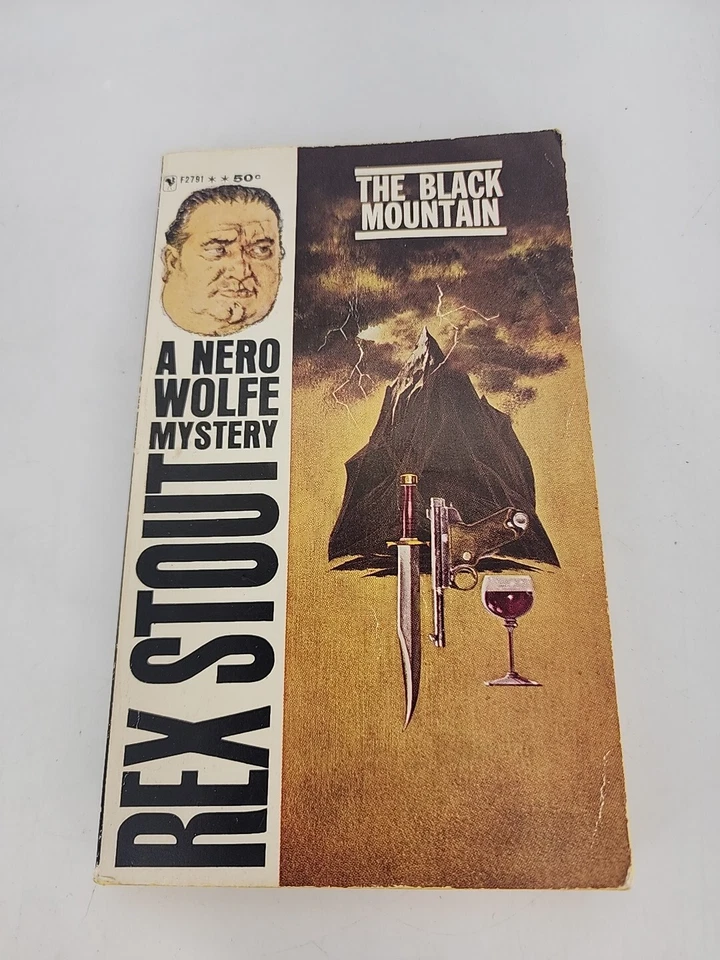 F2791 ** 50¢
A NERO
WOLFE
MYSTERY
REX STOUT
THE BLACK
MOUNTAIN